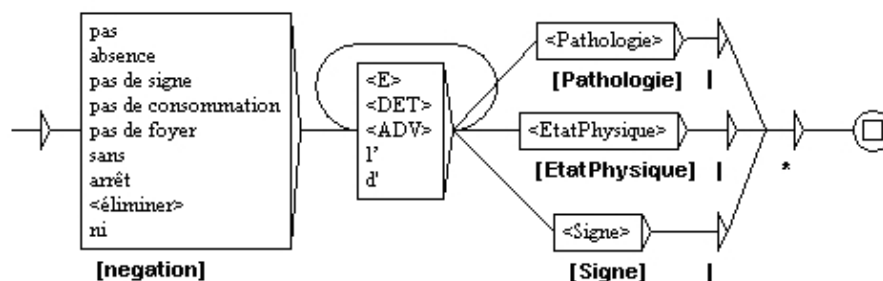 pas
absence
pas de signe
pas de consommation
pas de foyer
sans
arrêt
<éliminer>
ni
[negation]
<E>
<DET>
<ADV>
l'
d'
<Pathologie>
[Pathologie] |
<EtatPhysique>
[EtatPhysique] | *
<Signe>
[Signe] |